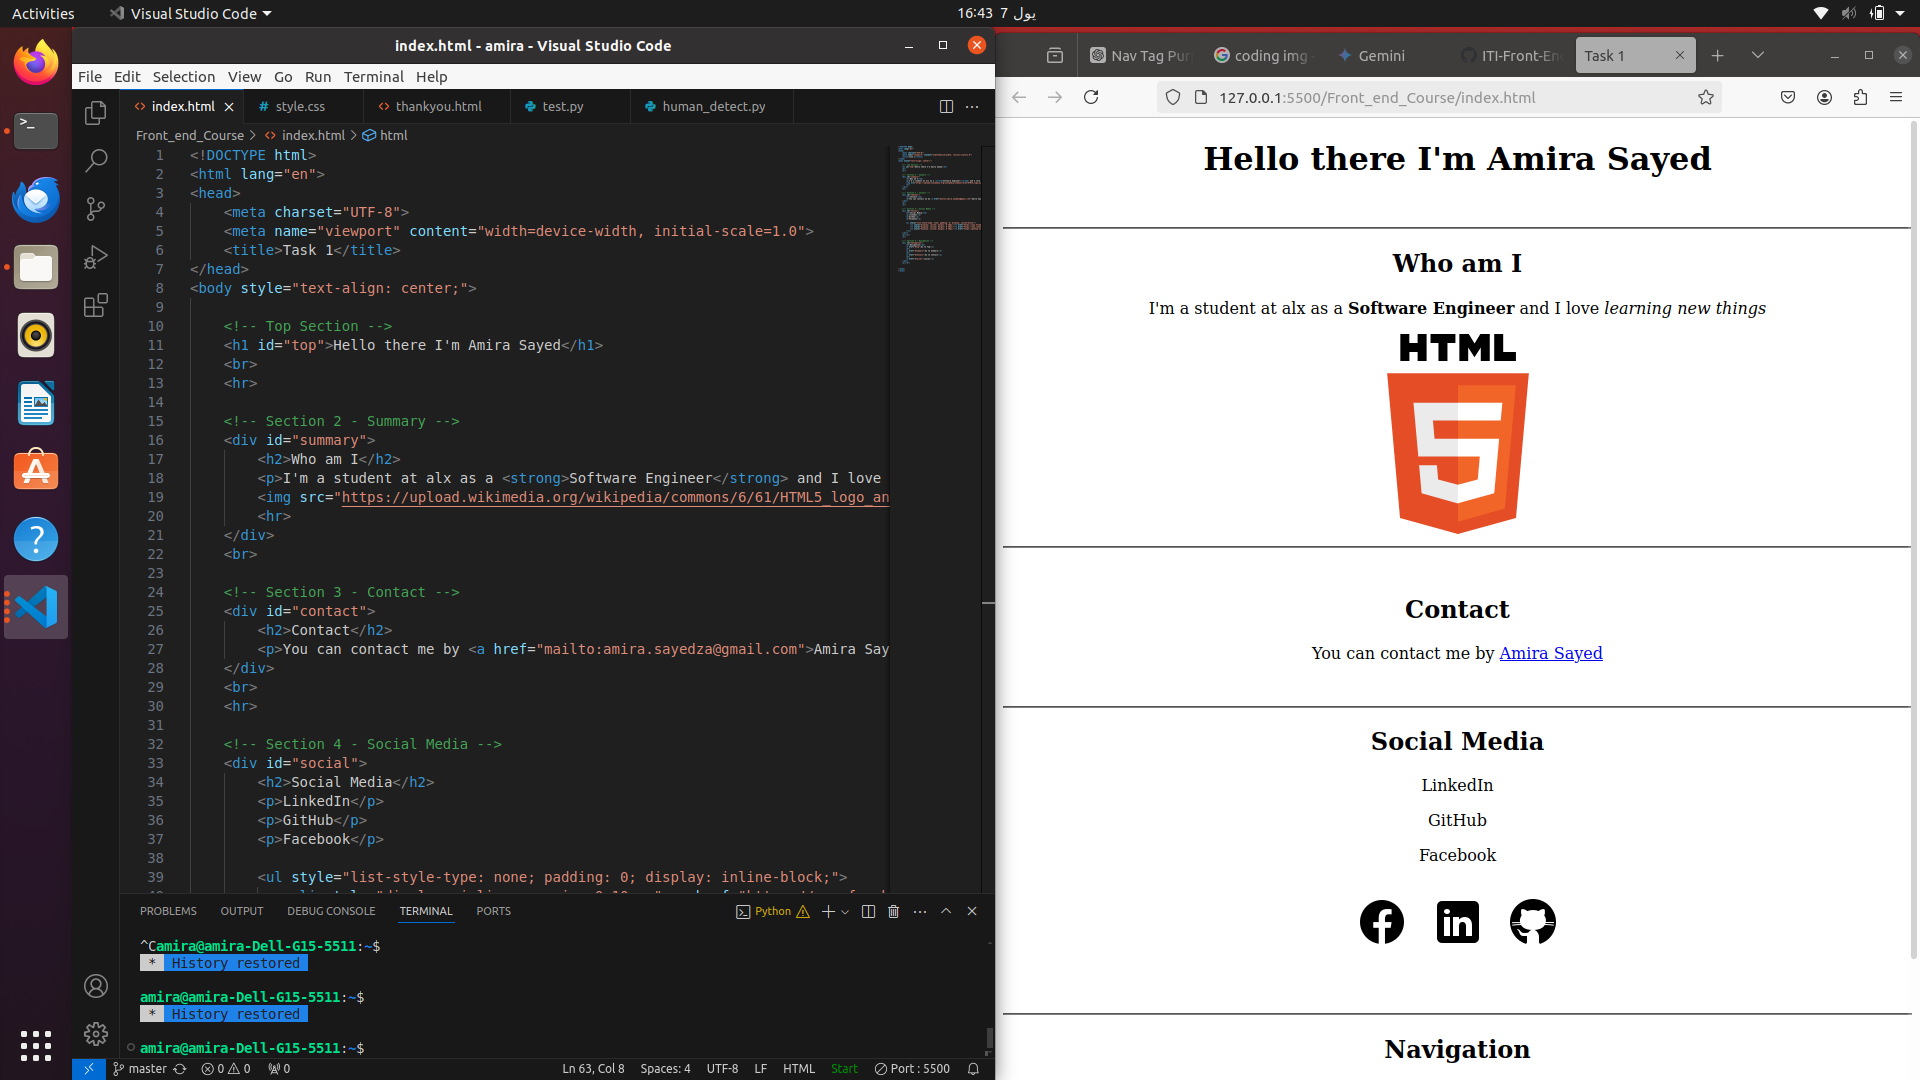 Activities
Visual Studio Code
16:43 7 يول
index.html - amira - Visual Studio Code
File Edit Selection View Go Run Terminal Help
index.html
style.css
thankyou.html
test.py
human_detect.py
Front_end_Course > index.html > html
1 <!DOCTYPE html>
2 <html lang="en">
3 <head>
4 <meta charset="UTF-8">
5 <meta name="viewport" content="width=device-width, initial-scale=1.0">
6 <title>Task 1</title>
7 </head>
8 <body style="text-align: center;">
9
10 <!-- Top Section -->
11 <h1 id="top">Hello there I'm Amira Sayed</h1>
12 <br>
13 <hr>
14
15 <!-- Section 2 - Summary -->
16 <div id="summary">
17 <h2>Who am I</h2>
18 <p>I'm a student at alx as a <strong>Software Engineer</strong> and I love
19 <img src="https://upload.wikimedia.org/wikipedia/commons/6/61/HTML5_logo_an
20 <hr>
21 </div>
22 <br>
23
24 <!-- Section 3 - Contact -->
25 <div id="contact">
26 <h2>Contact</h2>
27 <p>You can contact me by <a href="mailto:amira.sayedza@gmail.com">Amira Say
28 </div>
29 <br>
30 <hr>
31
32 <!-- Section 4 - Social Media -->
33 <div id="social">
34 <h2>Social Media</h2>
35 <p>LinkedIn</p>
36 <p>GitHub</p>
37 <p>Facebook</p>
38
39 <ul style="list-style-type: none; padding: 0; display: inline-block;">
PROBLEMS OUTPUT DEBUG CONSOLE TERMINAL PORTS
Python
^Camira@amira-Dell-G15-5511:~$
* History restored
amira@amira-Dell-G15-5511:~$
* History restored
amira@amira-Dell-G15-5511:~$
master 0 0 0
Ln 63, Col 8 Spaces: 4 UTF-8 LF HTML Start Port : 5500
Nav Tag Pur
coding img
Gemini
ITI-Front-En
Task 1
127.0.0.1:5500/Front_end_Course/index.html
Hello there I'm Amira Sayed
Who am I
I'm a student at alx as a Software Engineer and I love learning new things
HTML
5
Contact
You can contact me by Amira Sayed
Social Media
LinkedIn
GitHub
Facebook
Navigation